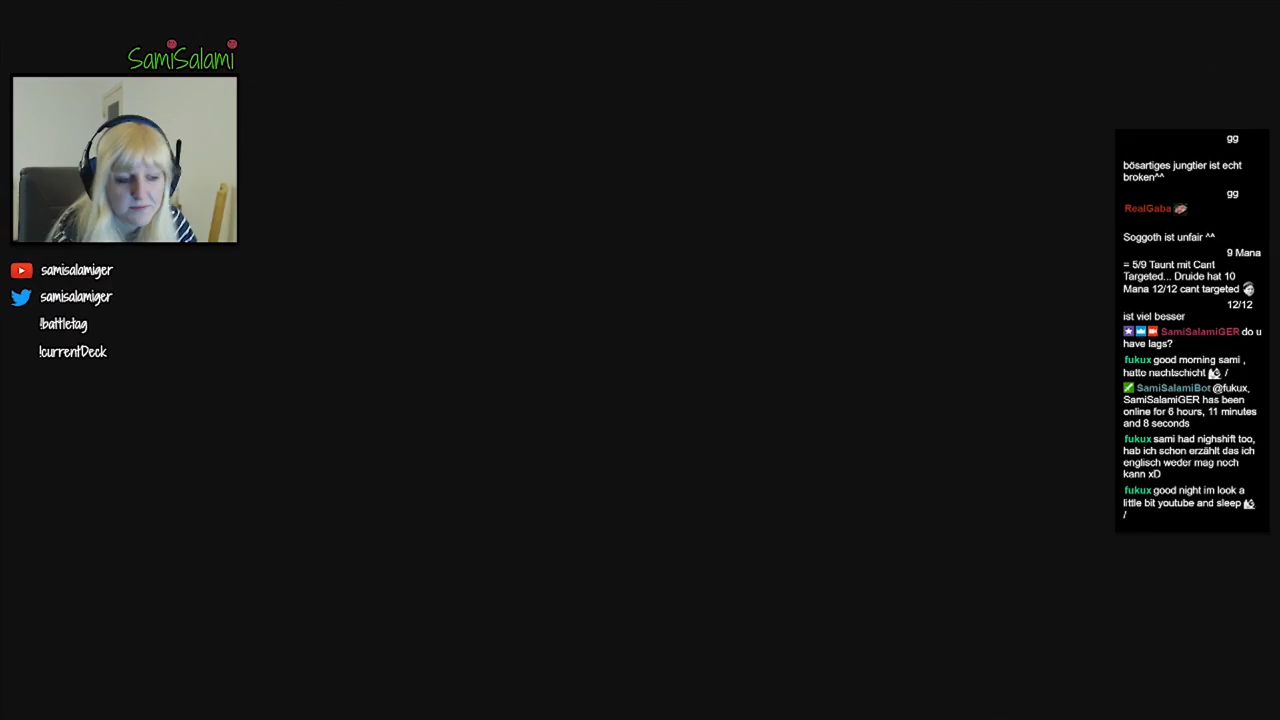 SamiSalami
samisalamiger
samisalamiger
!battletag
!currentDeck
gg
bösartiges jungtier ist echt
broken^^
gg
RealGaba
Soggoth ist unfair ^^
9 Mana
= 5/9 Taunt mit Cant
Targeted... Druide hat 10
Mana 12/12 cant targeted
12/12
ist viel besser
SamiSalamiGER do u
have lags?
fukux good morning sami ,
hatte nachtschicht /
SamiSalamiBot @fukux,
SamiSalamiGER has been
online for 6 hours, 11 minutes
and 8 seconds
fukux sami had nighshift too,
hab ich schon erzählt das ich
englisch weder mag noch
kann xD
fukux good night im look a
little bit youtube and sleep
/